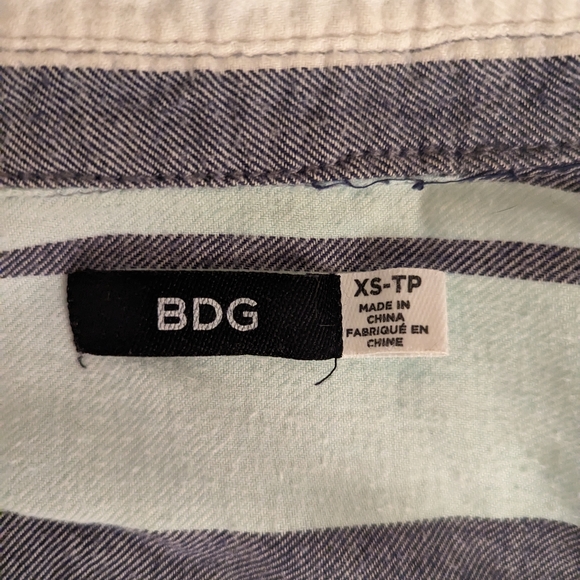 BDG
XS-TP
MADE IN
CHINA
FABRIQUÉ EN
CHINE